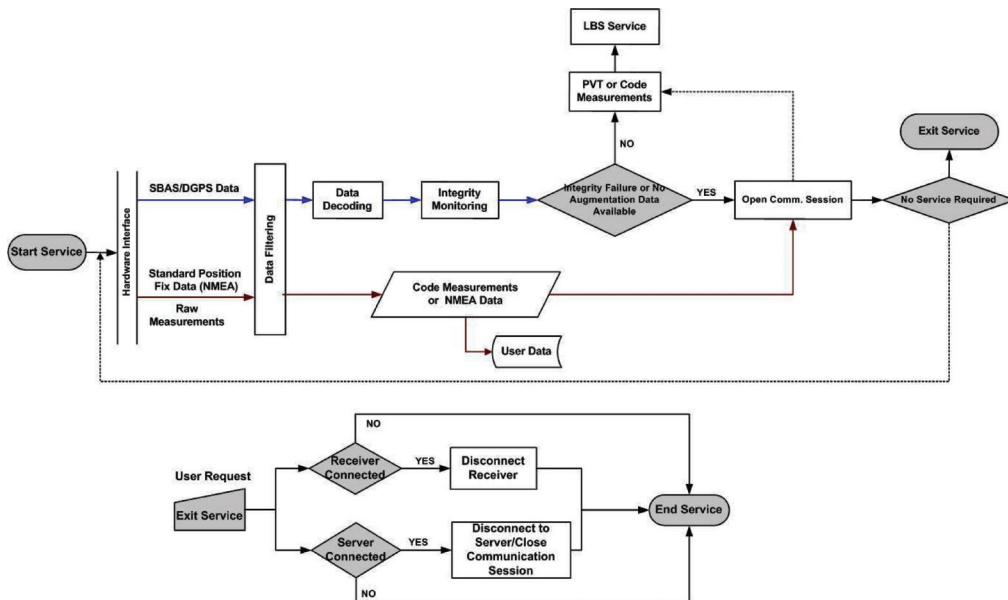 LBS Service
PVT or Code
Measurements
NO
Exit Service
SBAS/DGPS Data
Data
Decoding
Integrity
Monitoring
Integrity Failure or No
Augmentation Data
Available
YES
Open Comm. Session
No Service Required
Start Service
Hardware Interface
Data Filtering
Standard Position
Fix Data (NMEA)
Raw
Measurements
Code Measurements
or NMEA Data
User Data
NO
User Request
Exit Service
Receiver
Connected
YES
Disconnect
Receiver
End Service
Server
Connected
YES
Disconnect to
Server/Close
Communication
Session
NO